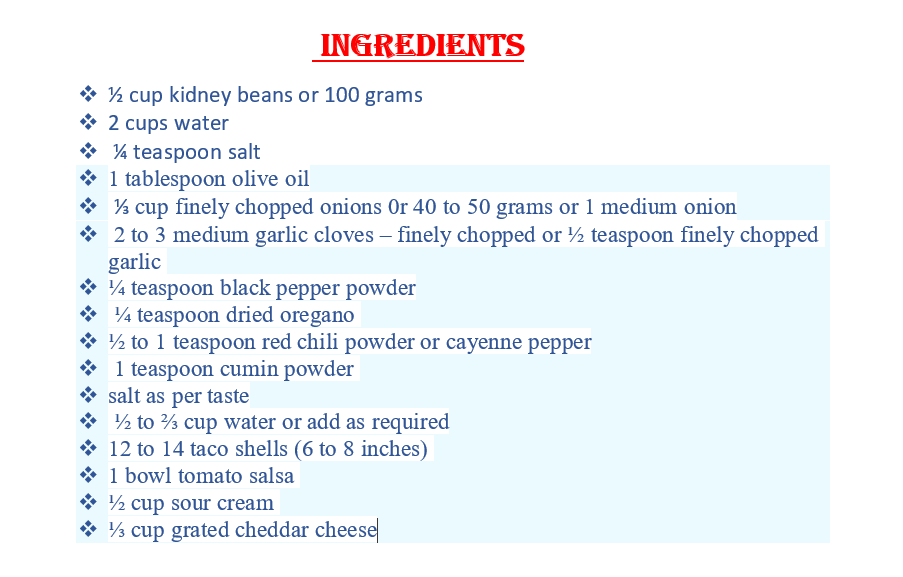 INGREDIENTS
❖ ½ cup kidney beans or 100 grams
❖ 2 cups water
❖ ¼ teaspoon salt
❖ 1 tablespoon olive oil
❖ ⅓ cup finely chopped onions 0r 40 to 50 grams or 1 medium onion
❖ 2 to 3 medium garlic cloves – finely chopped or ½ teaspoon finely chopped
garlic
❖ ¼ teaspoon black pepper powder
❖ ¼ teaspoon dried oregano
❖ ½ to 1 teaspoon red chili powder or cayenne pepper
❖ 1 teaspoon cumin powder
❖ salt as per taste
❖ ½ to ⅔ cup water or add as required
❖ 12 to 14 taco shells (6 to 8 inches)
❖ 1 bowl tomato salsa
❖ ½ cup sour cream
❖ ⅓ cup grated cheddar cheese